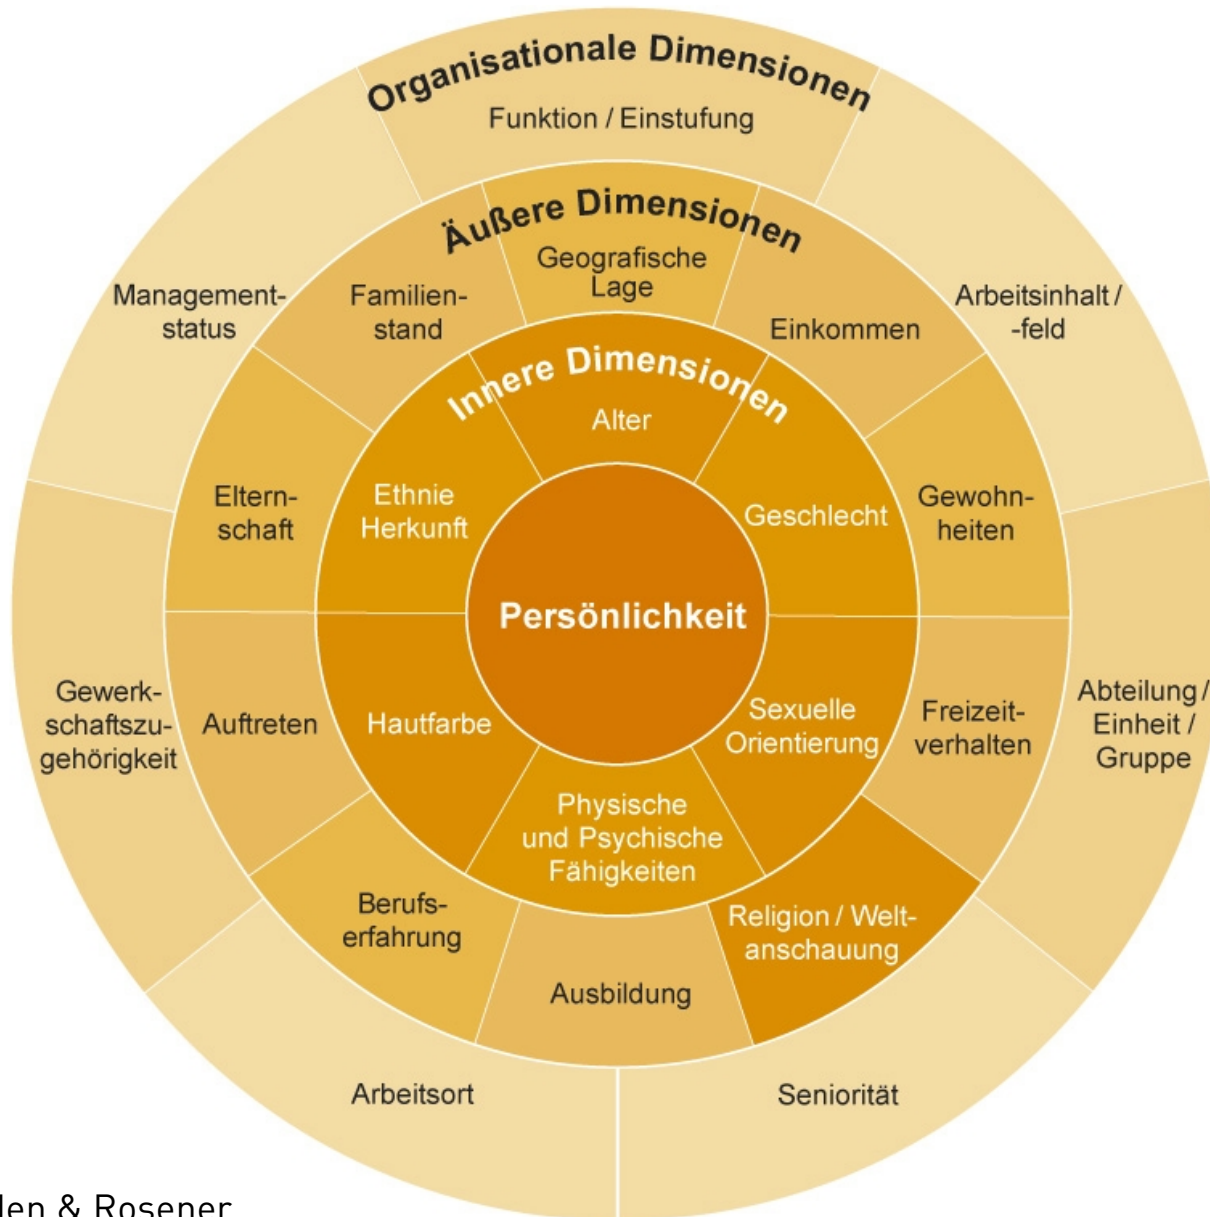 Organisationale Dimensionen
Funktion / Einstufung
Äußere Dimensionen
Geografische
Lage
Management-
status
Familien-
stand
Einkommen
Arbeitsinhalt /
-feld
Innere Dimensionen
Alter
Eltern-
schaft
Ethnie
Herkunft
Geschlecht
Gewohn-
heiten
Persönlichkeit
Gewerk-
schaftszu-
gehörigkeit
Auftreten
Hautfarbe
Sexuelle
Orientierung
Freizeit-
verhalten
Abteilung /
Einheit /
Gruppe
Physische
und Psychische
Fähigkeiten
Berufs-
erfahrung
Ausbildung
Religion / Welt-
anschauung
Arbeitsort
Seniorität
& Rosener